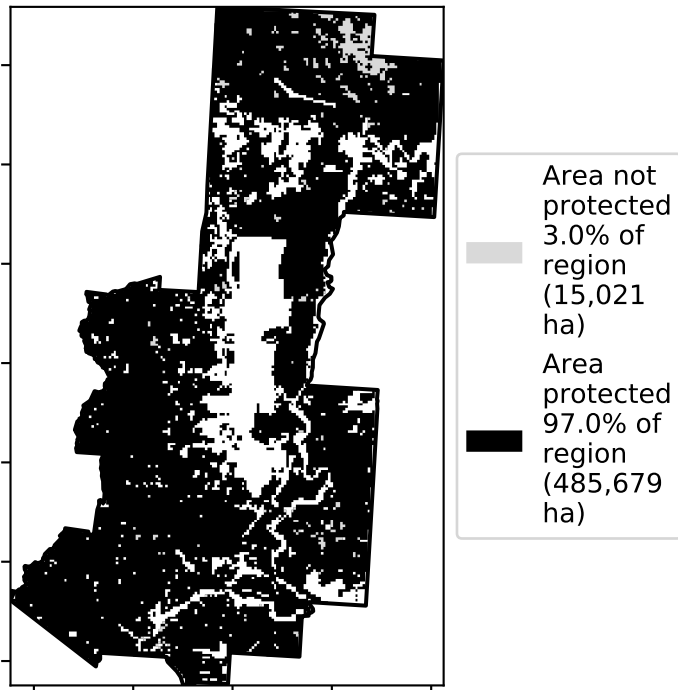 Area not
protected
3.0% of
region
(15,021
ha)
Area
protected
97.0% of
region
(485,679
ha)